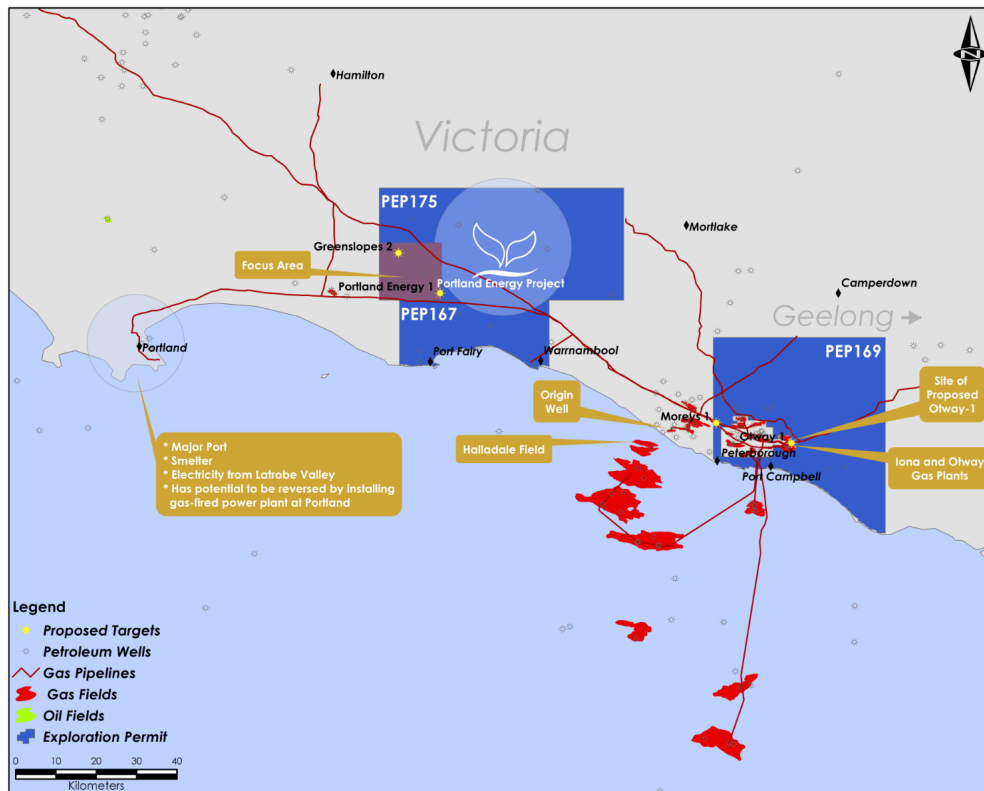 N
Hamilton
Victoria
PEP175
Mortlake
Greenslopes 2
Focus Area
Portland Energy 1
Portland Energy Project
Camperdown
PEP167
Geelong
Portland
Port Fairy
Warrnambool
PEP169
Origin
Well
Moreys 1
Site of
Proposed
Otway-1
Otway 1
Halladale Field
Peterborough
Port Campbell
Iona and Otway
Gas Plants
* Major Port
* Smelter
* Electricity from Latrobe Valley
* Has potential to be reversed by installing
gas-fired power plant at Portland
Legend
Proposed Targets
Petroleum Wells
Gas Pipelines
Gas Fields
Oil Fields
Exploration Permit
0 10 20 30 40
Kilometers